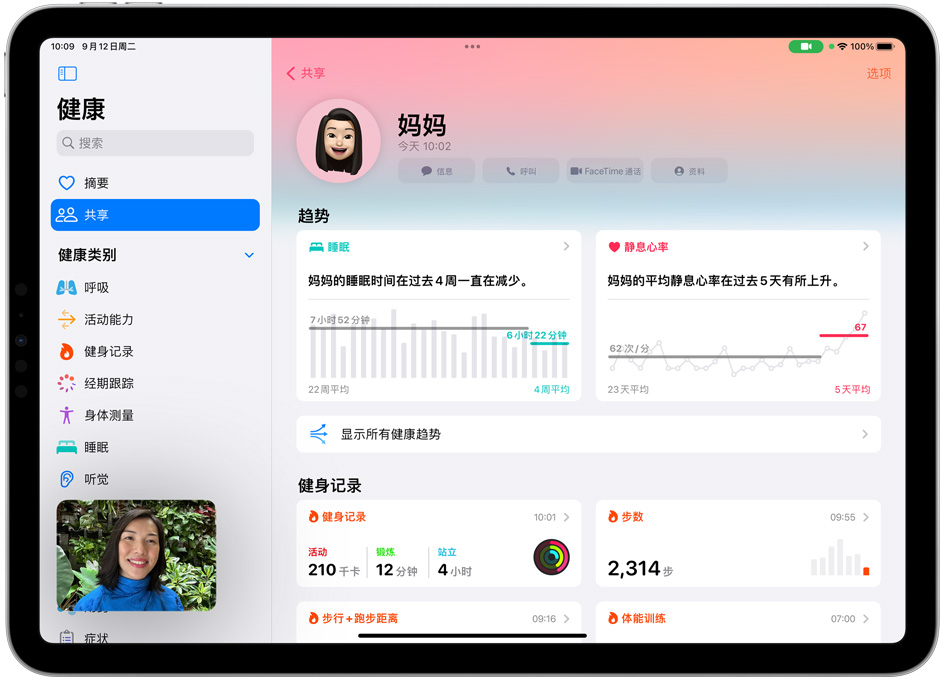 10:09 9月12日周二
100%
健康
搜索
摘要
共享
健康类别
呼吸
活动能力
健身记录
经期跟踪
身体测量
睡眠
听觉
症状
共享
选项
妈妈
今天 10:02
信息
呼叫
FaceTime 通话
资料
趋势
睡眠
妈妈的睡眠时间在过去4周一直在减少。
7小时52分钟
6小时22分钟
22周平均
4周平均
静息心率
妈妈的平均静息心率在过去5天有所上升。
67
62次/分
23天平均
5天平均
显示所有健康趋势
健身记录
健身记录
10:01
活动
锻炼
站立
210千卡
12分钟
4小时
步数
09:55
2,314步
步行+跑步距离
09:16
体能训练
07:00